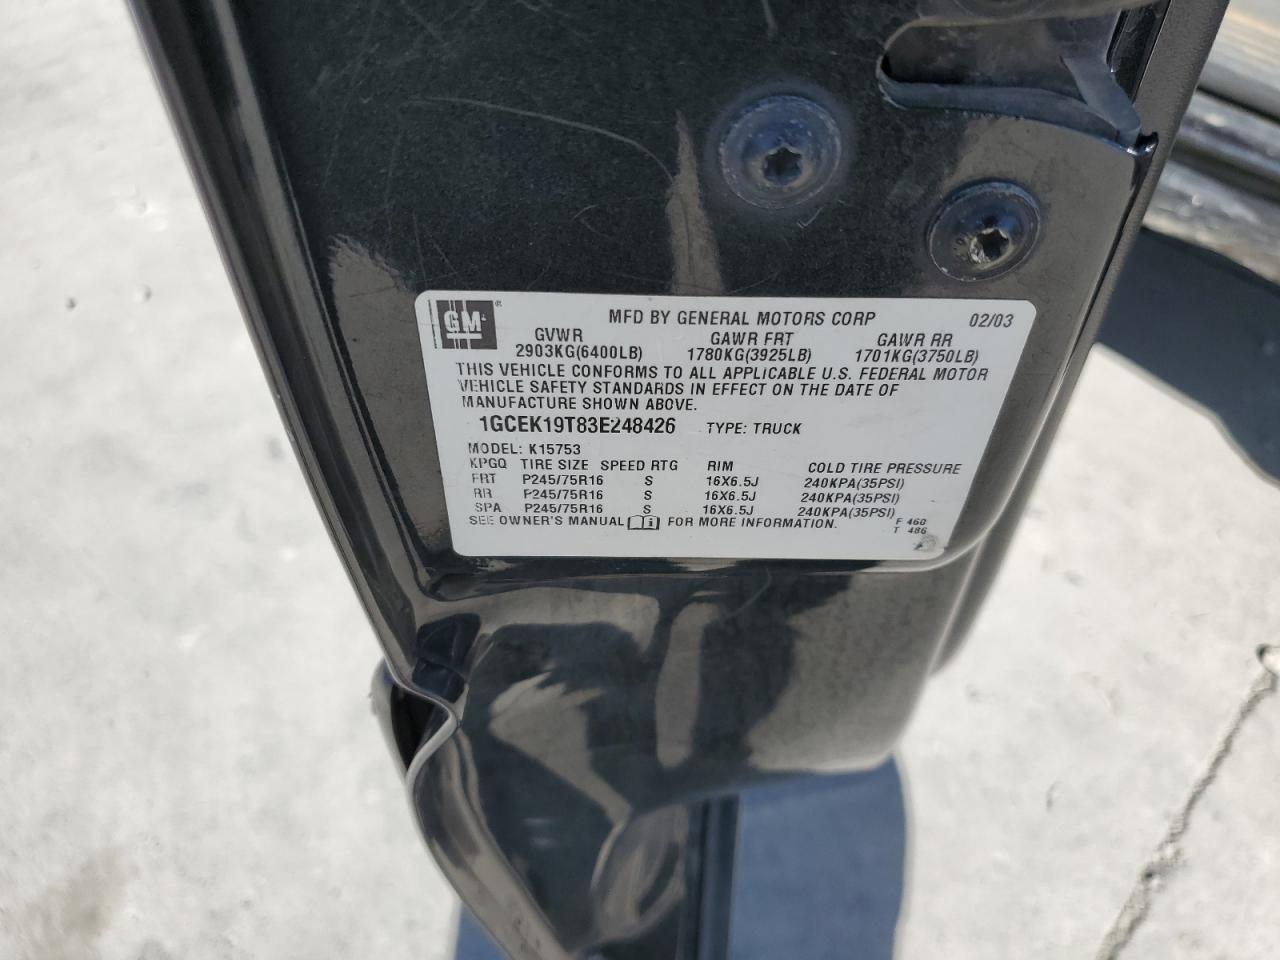 GM® MFD BY GENERAL MOTORS CORP 02/03
GVWR GAWR FRT GAWR RR
2903KG(6400LB) 1780KG(3925LB) 1701KG(3750LB)
THIS VEHICLE CONFORMS TO ALL APPLICABLE U.S. FEDERAL MOTOR
VEHICLE SAFETY STANDARDS IN EFFECT ON THE DATE OF
MANUFACTURE SHOWN ABOVE.
1GCEK19T83E248426 TYPE: TRUCK
MODEL: K15753
KPGQ TIRE SIZE SPEED RTG RIM COLD TIRE PRESSURE
FRT P245/75R16 S 16X6.5J 240KPA(35PSI)
RR P245/75R16 S 16X6.5J 240KPA(35PSI)
SPA P245/75R16 S 16X6.5J 240KPA(35PSI)
SEE OWNER'S MANUAL i FOR MORE INFORMATION. F 460
T 486